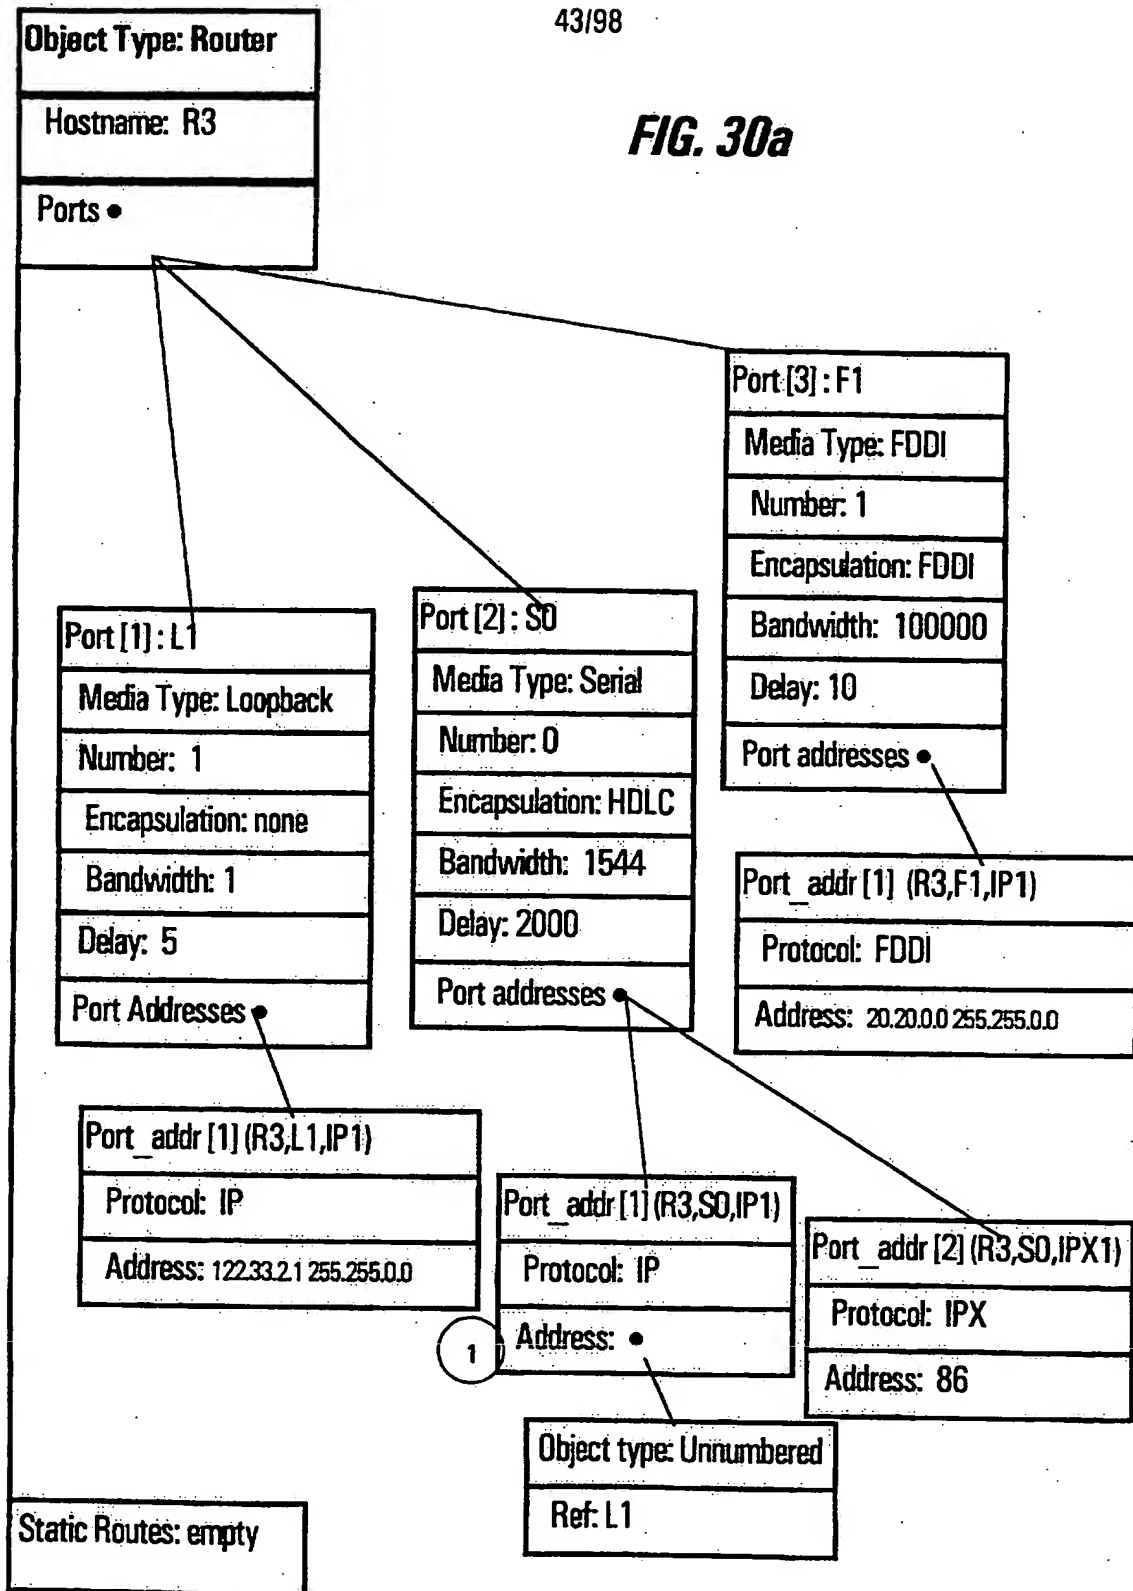 43/98
FIG. 30a
Object Type: Router
Hostname: R3
Ports
Port [3] : F1
Media Type: FDDI
Number: 1
Encapsulation: FDDI
Bandwidth: 100000
Delay: 10
Port addresses
Port [1] : L1
Media Type: Loopback
Number: 1
Encapsulation: none
Bandwidth: 1
Delay: 5
Port Addresses
Port [2] : S0
Media Type: Serial
Number: 0
Encapsulation: HDLC
Bandwidth: 1544
Delay: 2000
Port addresses
Port_addr [1] (R3,F1,IP1)
Protocol: FDDI
Address: 20.20.0.0 255.255.0.0
Port_addr [1] (R3,L1,IP1)
Protocol: IP
Address: 122.33.2.1 255.255.0.0
Port_addr [1] (R3,S0,IP1)
Protocol: IP
Address:
1
Port_addr [2] (R3,S0,IPX1)
Protocol: IPX
Address: 86
Object type: Unnumbered
Ref: L1
Static Routes: empty